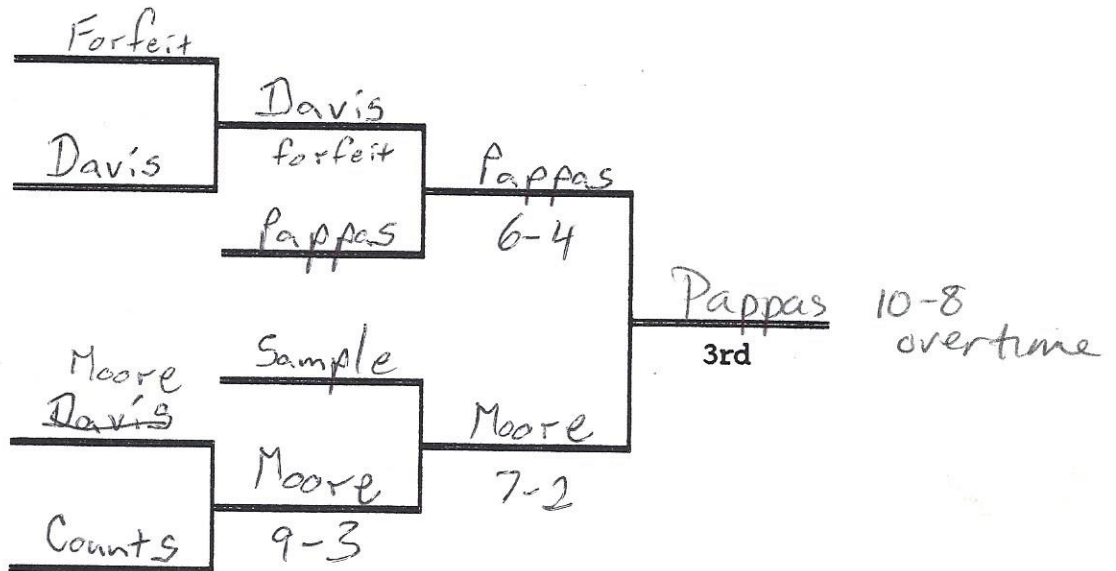 Forfeit
Davis
Davis
forfeit
Pappas
Pappas
6-4
Pappas
3rd
10-8
overtime
Sample
Moore
Davis
Counts
Moore
9-3
Moore
7-2